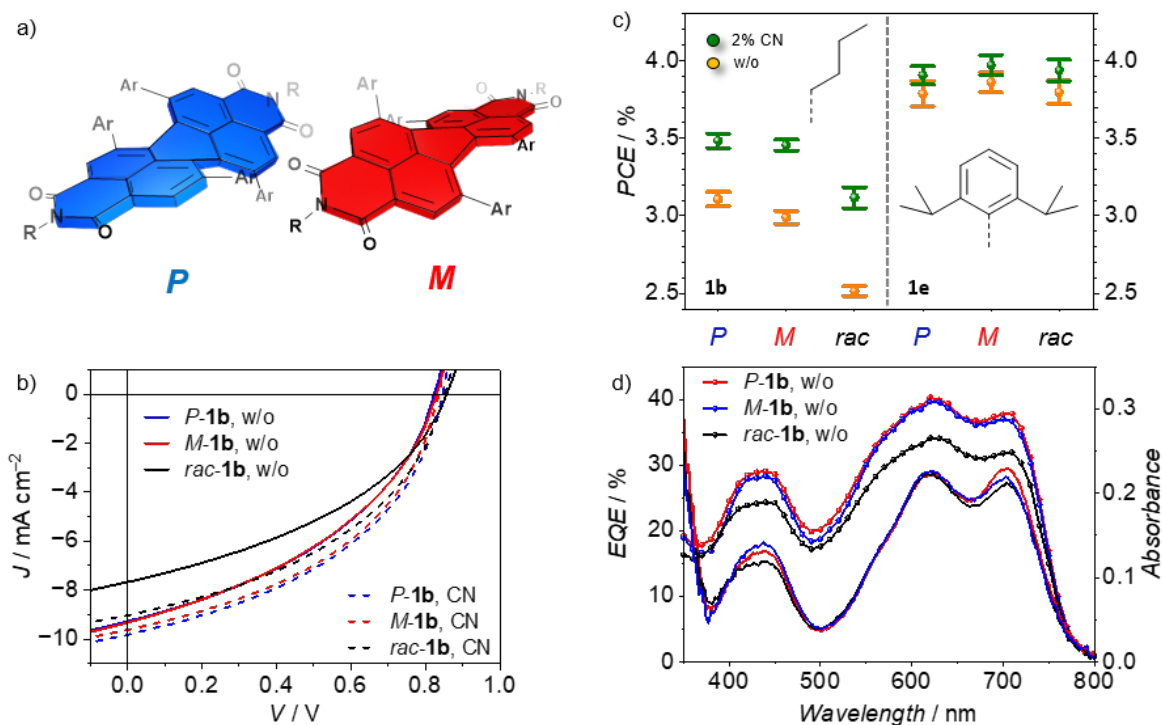 a)
Ar
O
N
R
O
Ar
Ar
Ar
O
N
R
O
P
Ar
N
R
O
O
Ar
Ar
O
N
R
O
Ar
M
b)
0
−2
−4
−6
−8
−10
J / mA cm⁻²
P-1b, w/o
M-1b, w/o
rac-1b, w/o
P-1b, CN
M-1b, CN
rac-1b, CN
0.0 0.2 0.4 0.6 0.8 1.0
V / V
c)
2% CN
w/o
4.0
3.5
3.0
2.5
PCE / %
4.0
3.5
3.0
2.5
1b
1e
P M rac P M rac
d)
P-1b, w/o
M-1b, w/o
rac-1b, w/o
40
30
20
10
0
EQE / %
0.3
0.2
0.1
0.0
Absorbance
400 500 600 700 800
Wavelength / nm